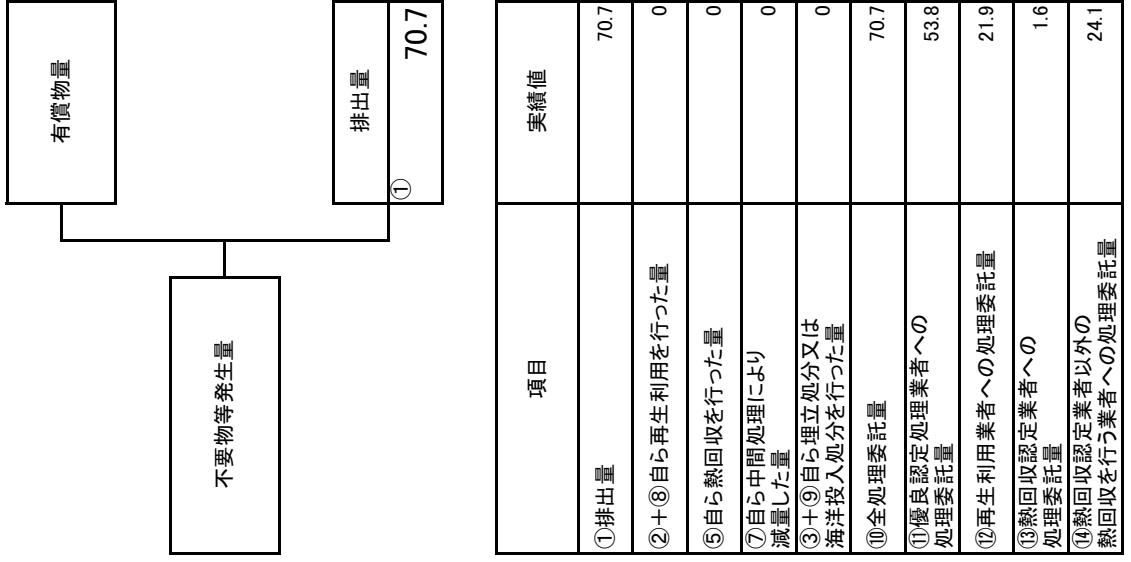 有償物量
不要物等発生量
排出量
① 70.7
項目 実績値
①排出量 70.7
②+⑧自ら再生利用を行った量 0
⑤自ら熱回収を行った量 0
⑦自ら中間処理により
減量した量 0
③+⑨自ら埋立処分又は
海洋投入処分を行った量 0
⑩全処理委託量 70.7
⑪優良認定処理業者への
処理委託量 53.8
⑫再生利用業者への処理委託量 21.9
⑬熱回収認定業者への
処理委託量 1.6
⑭熱回収認定業者以外の
熱回収を行う業者への処理委託量 24.1